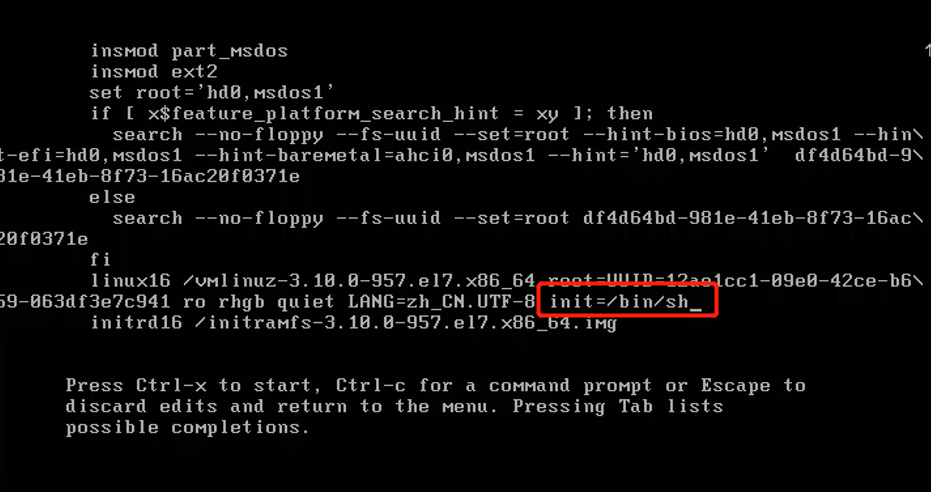 insmod part_msdos
insmod ext2
set root='hd0,msdos1'
if [ x$feature_platform_search_hint = xy ]; then
search --no-floppy --fs-uuid --set=root --hint-bios=hd0,msdos1 --hin\
t-efi=hd0,msdos1 --hint-baremetal=ahci0,msdos1 --hint='hd0,msdos1' df4d64bd-9\
81e-41eb-8f73-16ac20f0371e
else
search --no-floppy --fs-uuid --set=root df4d64bd-981e-41eb-8f73-16ac\
20f0371e
fi
linux16 /vmlinuz-3.10.0-957.el7.x86_64 root=UUID=12ae1cc1-09e0-42ce-b6\
59-063df3e7c941 ro rhgb quiet LANG=zh_CN.UTF-8 init=/bin/sh_
initrd16 /initramfs-3.10.0-957.el7.x86_64.img
Press Ctrl-x to start, Ctrl-c for a command prompt or Escape to
discard edits and return to the menu. Pressing Tab lists
possible completions.